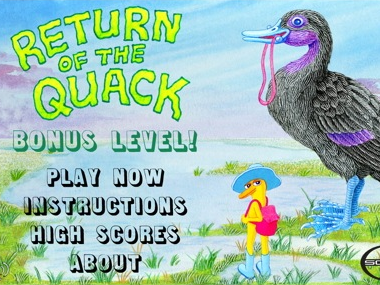 RETURN
OF THE
QUACK
BONUS LEVEL!
PLAY NOW
INSTRUCTIONS
HIGH SCORES
ABOUT